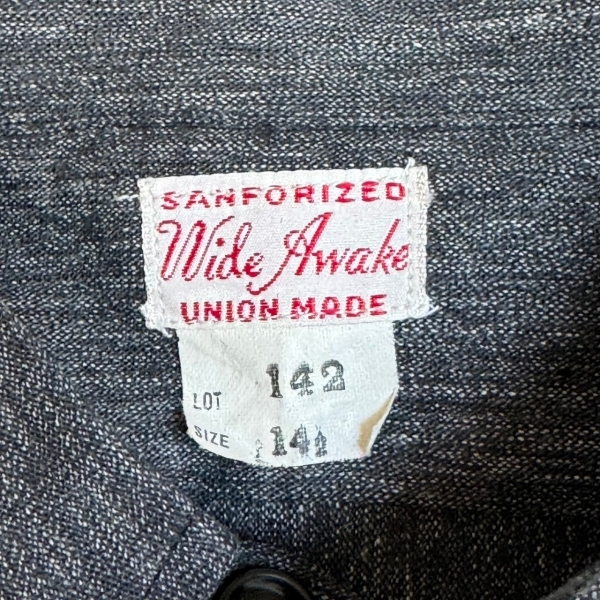 SANFORIZED
Wide Awake
UNION MADE
LOT 142
SIZE 14½